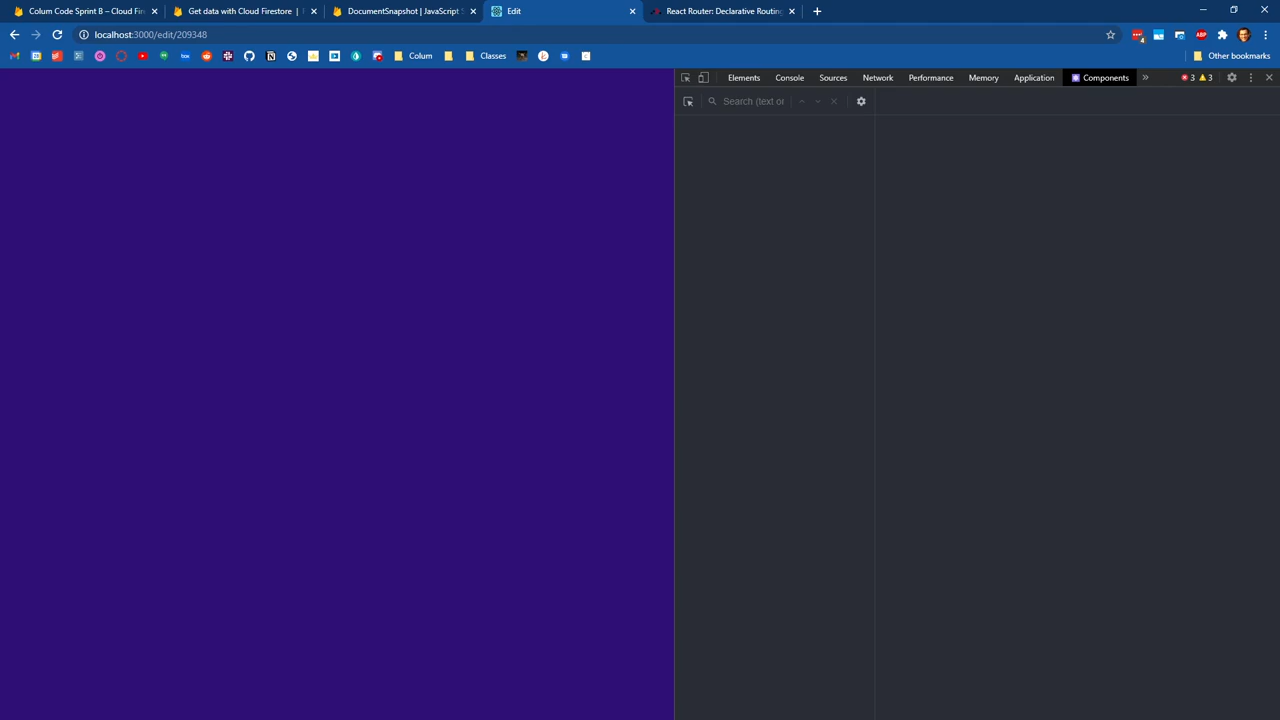 Colum Code Sprint B – Cloud Fir
Get data with Cloud Firestore |
DocumentSnapshot | JavaScript S
Edit
React Router: Declarative Routing
localhost:3000/edit/209348
Colum
Classes
Other bookmarks
Elements Console Sources Network Performance Memory Application Components » 3 3
Search (text or